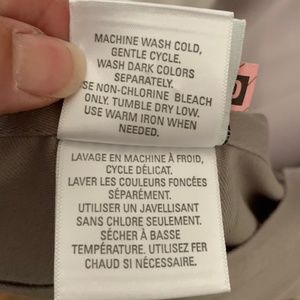 MACHINE WASH COLD,
GENTLE CYCLE.
WASH DARK COLORS
SEPARATELY.
SE NON-CHLORINE BLEACH
ONLY. TUMBLE DRY LOW.
USE WARM IRON WHEN
NEEDED.
LAVAGE EN MACHINE À FROID,
CYCLE DÉLICAT.
LAVER LES COULEURS FONCÉES
SÉPARÉMENT.
UTILISER UN JAVELLISANT
SANS CHLORE SEULEMENT.
SÉCHER À BASSE
TEMPÉRATURE. UTILISEZ FER
CHAUD SI NÉCESSAIRE.